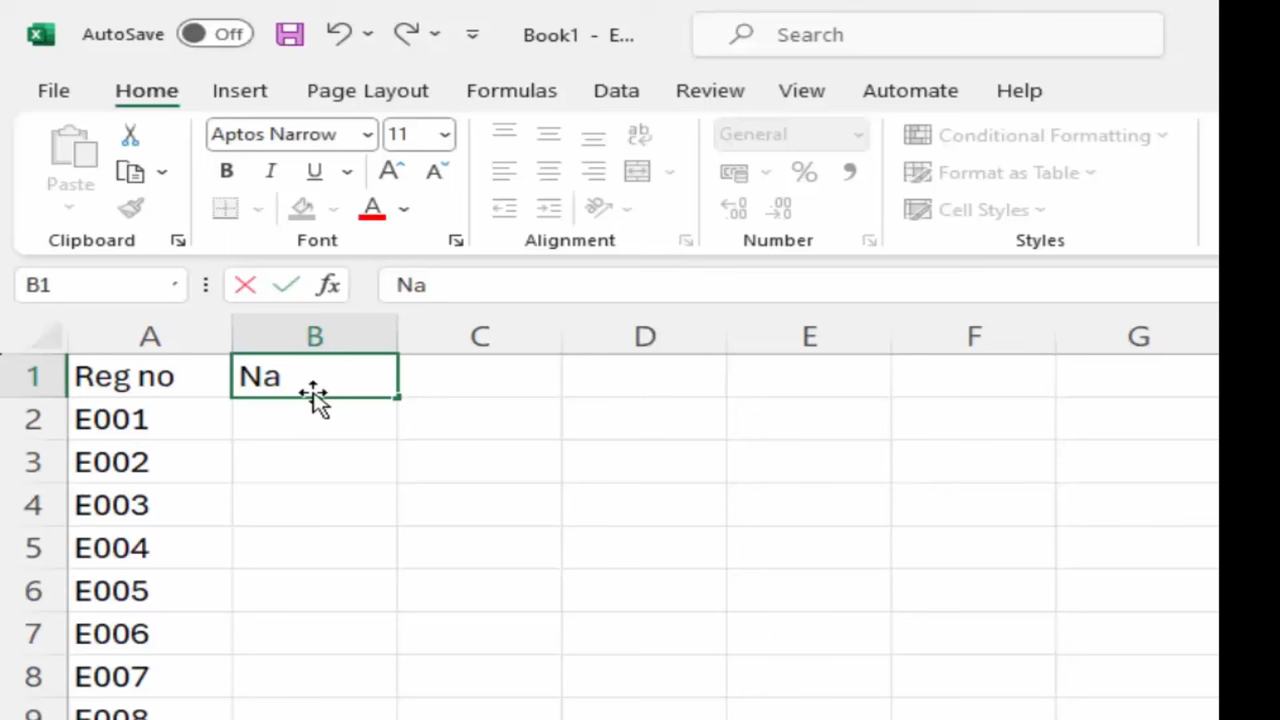 AutoSave Off Book1 - E... Search
File Home Insert Page Layout Formulas Data Review View Automate Help
Paste Aptos Narrow 11 General Conditional Formatting
B I U A A % Format as Table
A Cell Styles
Clipboard Font Alignment Number Styles
B1 fx Na
A B C D E F G
1 Reg no Na
2 E001
3 E002
4 E003
5 E004
6 E005
7 E006
8 E007
9 E008